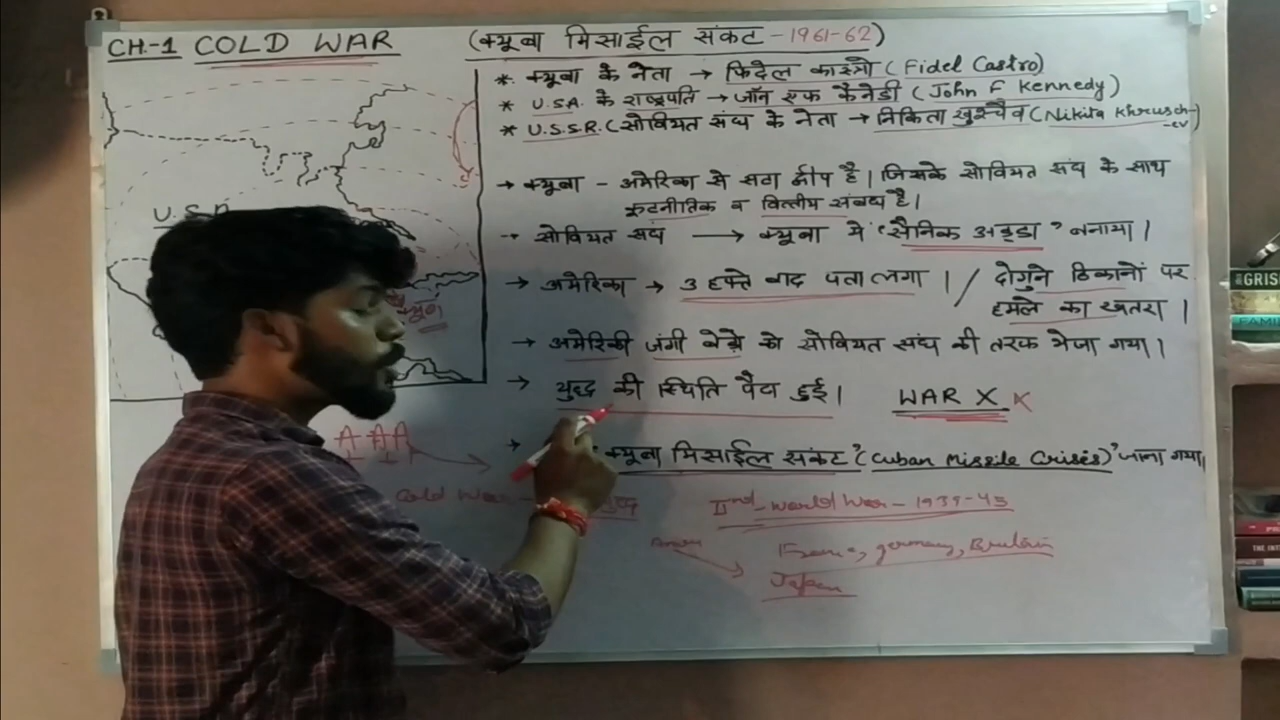 CH-1 COLD WAR (क्यूबा मिसाईल संकट - 1961-62)
* क्यूबा के नेता → फिदेल कास्त्रो (Fidel Castro)
* U.S.A. के राष्ट्रपति → जॉन एफ कैनेडी (John F Kennedy)
* U.S.S.R. (सोवियत संघ के नेता → निकिता ख्रुश्चैव (Nikita Khrusch-ev)
→ क्यूबा - अमेरिका से सटा द्वीप है। जिसके सोवियत संघ के साथ
कूटनीतिक व वित्तीय संबंध है।
→ सोवियत संघ → क्यूबा में 'सैनिक अड्डा' बनाया।
→ अमेरिका → 3 हफ्ते बाद पता लगा। / दोगुने ठिकानों पर
हमले का खतरा।
→ अमेरिकी जंगी बेड़े को सोवियत संघ की तरफ भेजा गया।
→ युद्ध की स्थिति पैदा हुई। WAR X X
→ क्यूबा मिसाईल संकट (Cuban Missile Crises) जाना गया।
U.S.A
क्यूबा
A A A
Cold War - IInd World War - 1939-45
germany, Britain
Japan